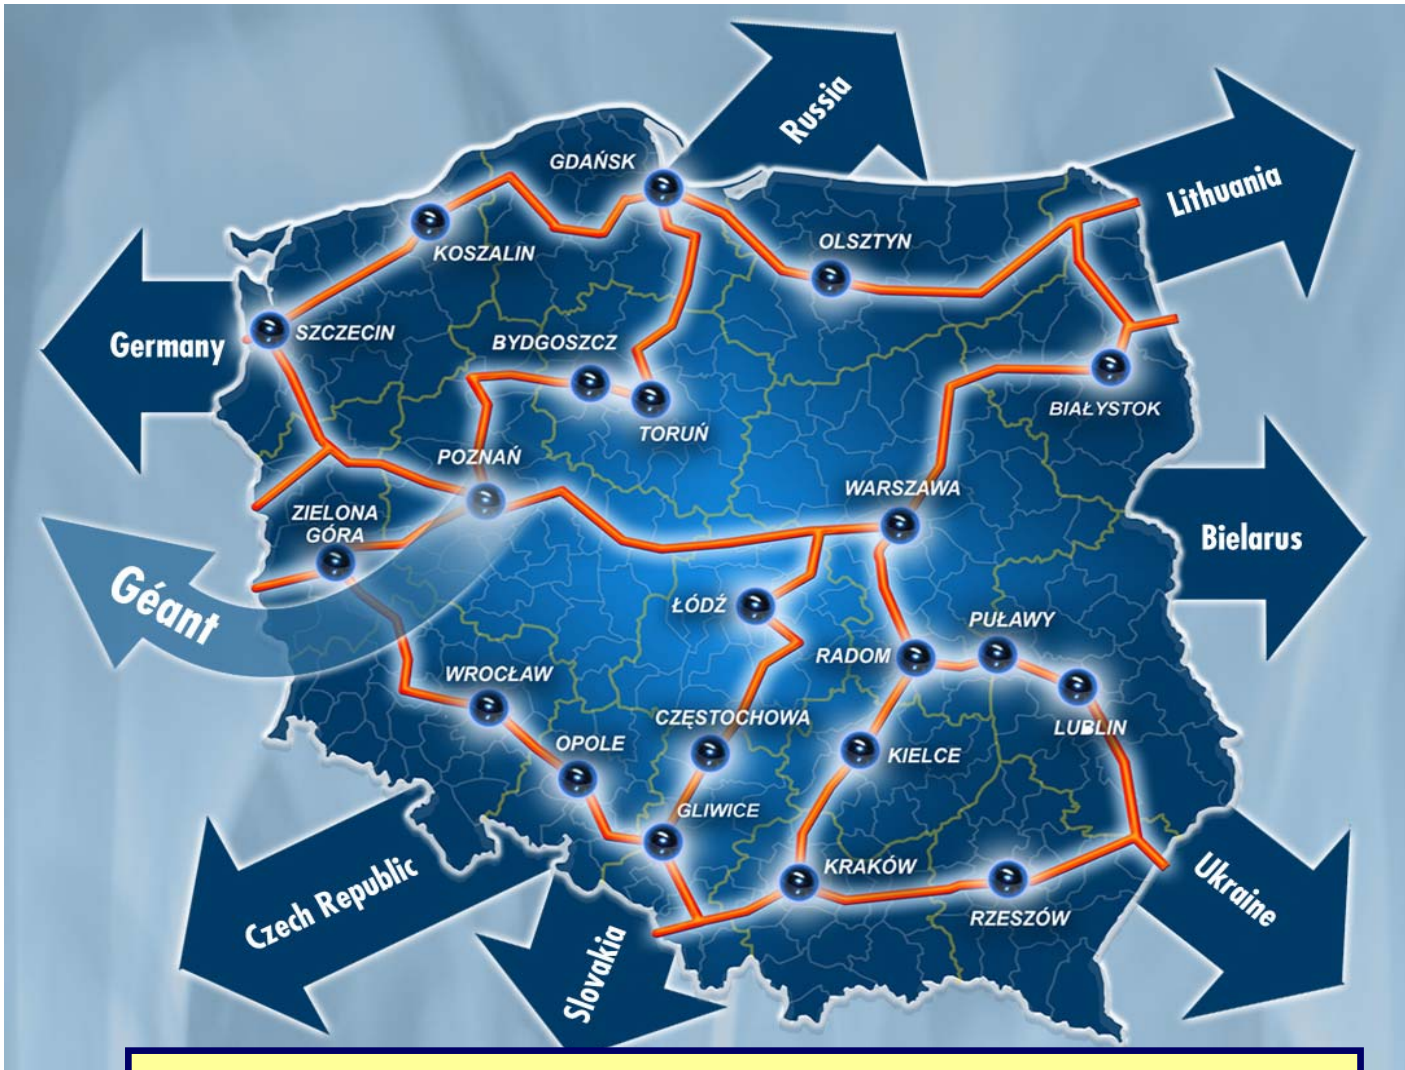 Russia
Lithuania
GDAŃSK
KOSZALIN
OLSZTYN
Germany
SZCZECIN
BYDGOSZCZ
BIAŁYSTOK
TORUŃ
POZNAŃ
WARSZAWA
ZIELONA
GÓRA
Bielarus
Géant
ŁÓDŹ
PUŁAWY
RADOM
WROCŁAW
CZĘSTOCHOWA
LUBLIN
OPOLE
KIELCE
GLIWICE
KRAKÓW
Ukraine
Czech Republic
RZESZÓW
Slovakia